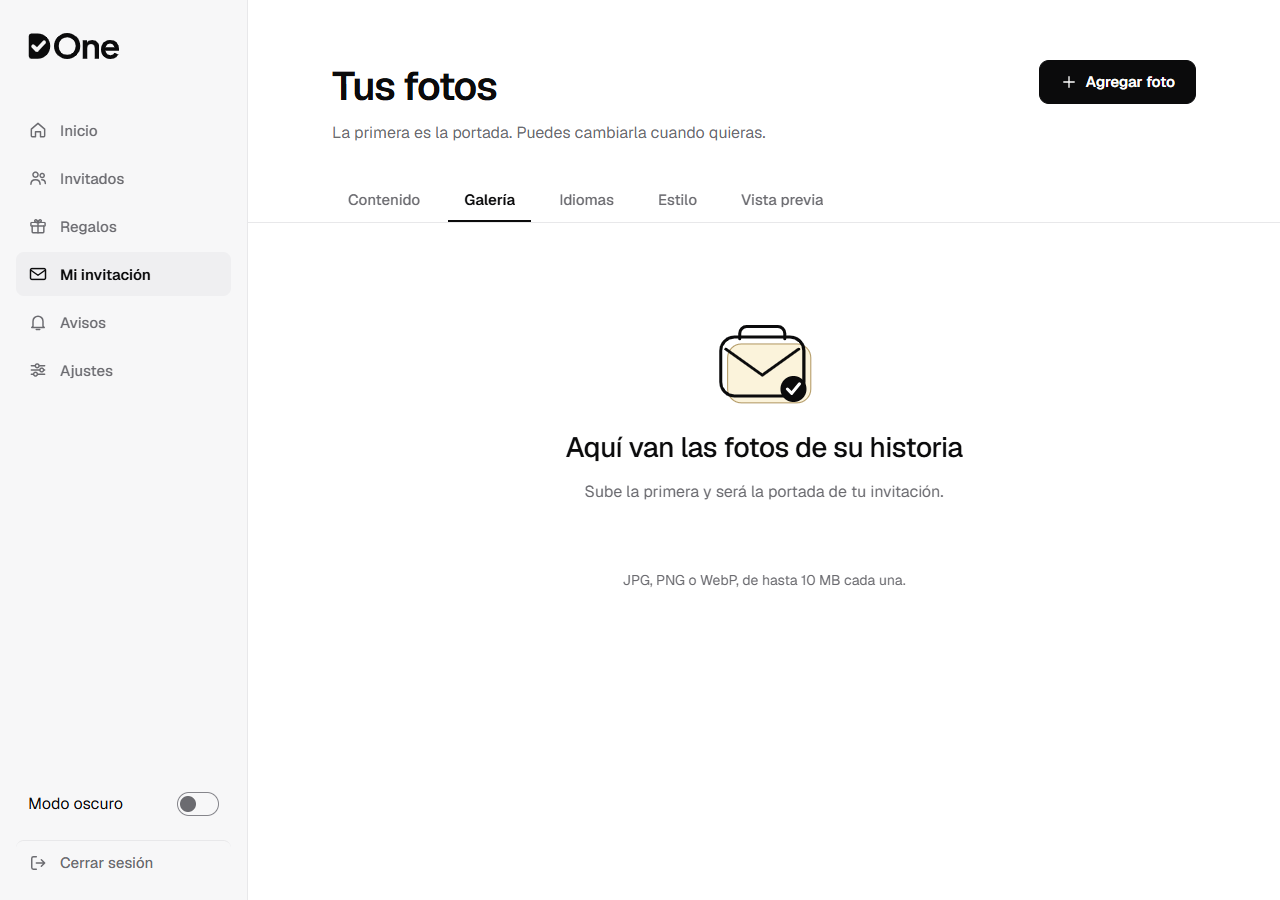 DOne
Inicio
Invitados
Regalos
Mi invitación
Avisos
Ajustes
Modo oscuro
Cerrar sesión
Tus fotos
La primera es la portada. Puedes cambiarla cuando quieras.
Agregar foto
Contenido
Galería
Idiomas
Estilo
Vista previa
Aquí van las fotos de su historia
Sube la primera y será la portada de tu invitación.
JPG, PNG o WebP, de hasta 10 MB cada una.